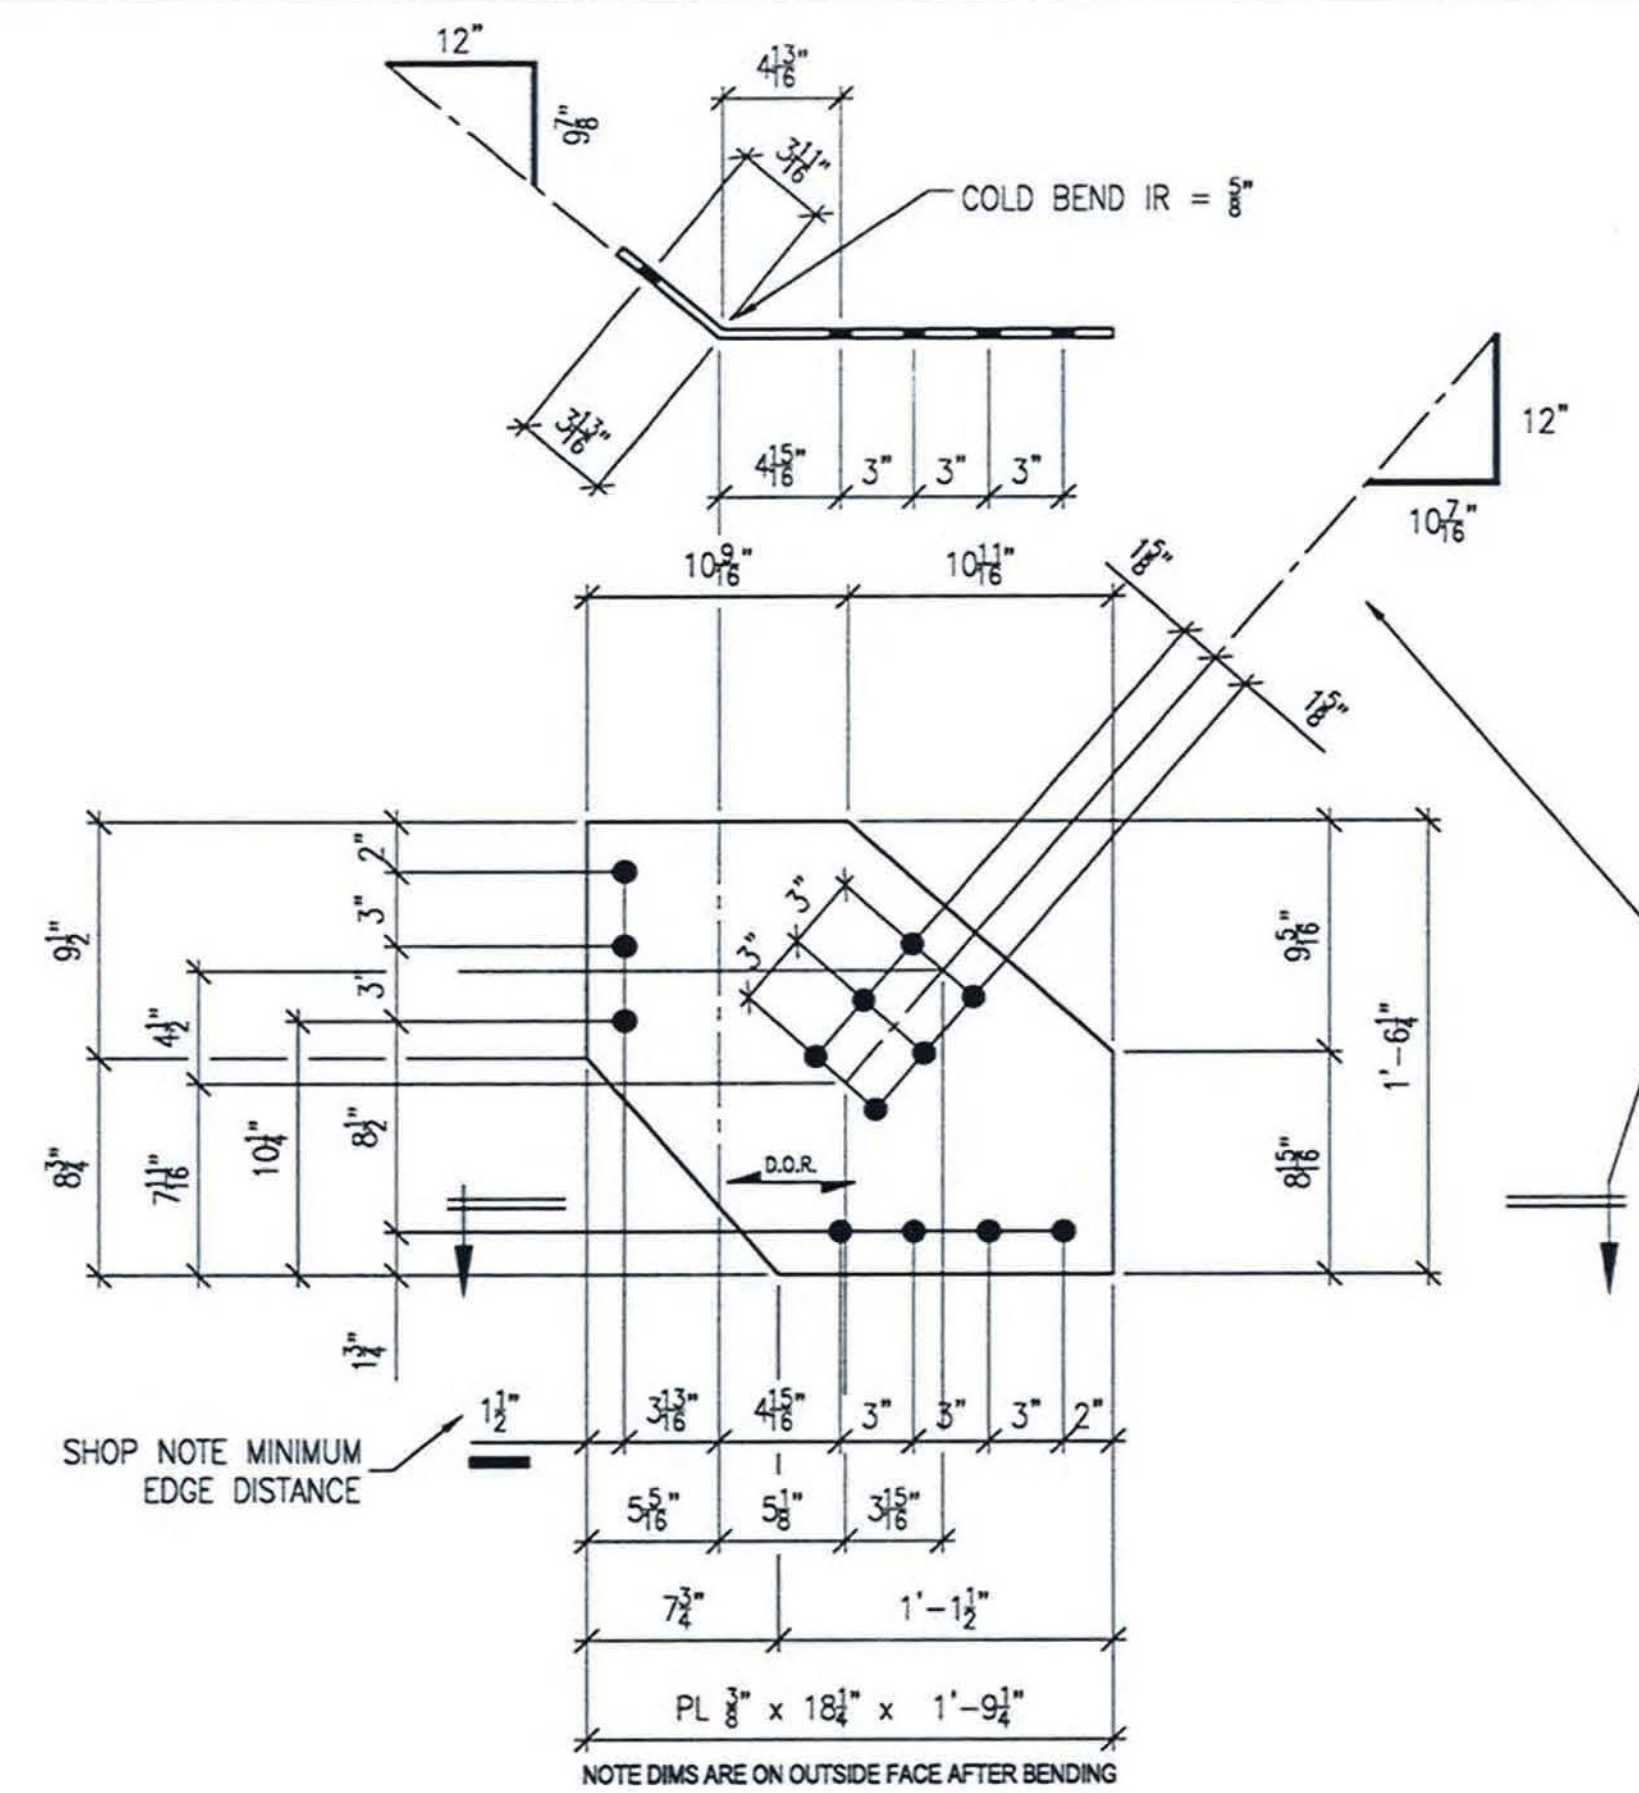 12"
4 13/16"
9 7/8"
3 11/16"
COLD BEND IR = 5/8"
3 13/16"
4 15/16" 3" 3" 3"
12"
10 7/16"
10 9/16" 10 11/16"
1 5/8"
1 5/8"
2"
3"
3"
9 1/2"
4 1/2"
3"
3"
9 5/16"
1'-6 1/4"
8 3/4"
7 11/16"
10 1/4"
8 1/2"
8 15/16"
D.O.R.
1 3/4"
1 1/2" 3 13/16" 4 15/16" 3" 3" 3" 2"
SHOP NOTE MINIMUM
EDGE DISTANCE
5 5/16" 5 1/8" 3 15/16"
7 3/4" 1'-1 1/2"
PL 3/8" x 18 1/4" x 1'-9 1/4"
NOTE DIMS ARE ON OUTSIDE FACE AFTER BENDING